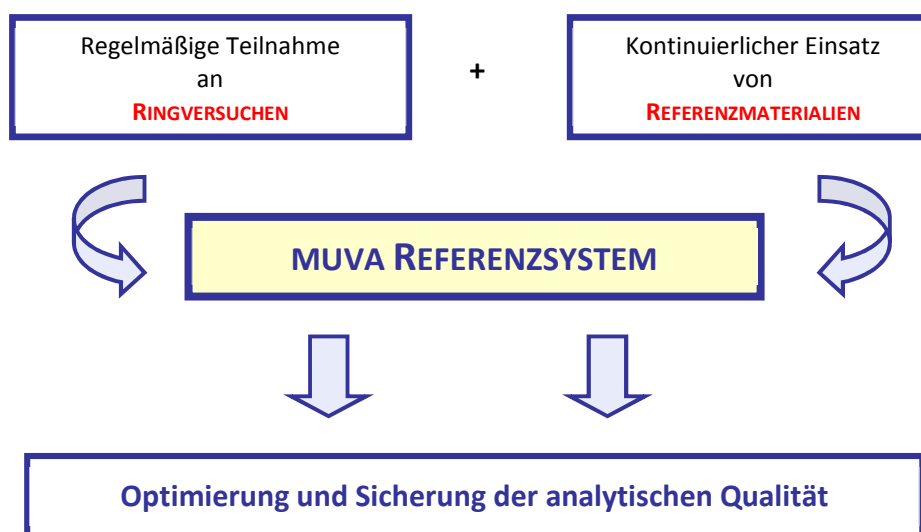 Regelmäßige Teilnahme
an
RINGVERSUCHEN
+
Kontinuierlicher Einsatz
von
REFERENZMATERIALIEN
MUVA REFERENZSYSTEM
Optimierung und Sicherung der analytischen Qualität